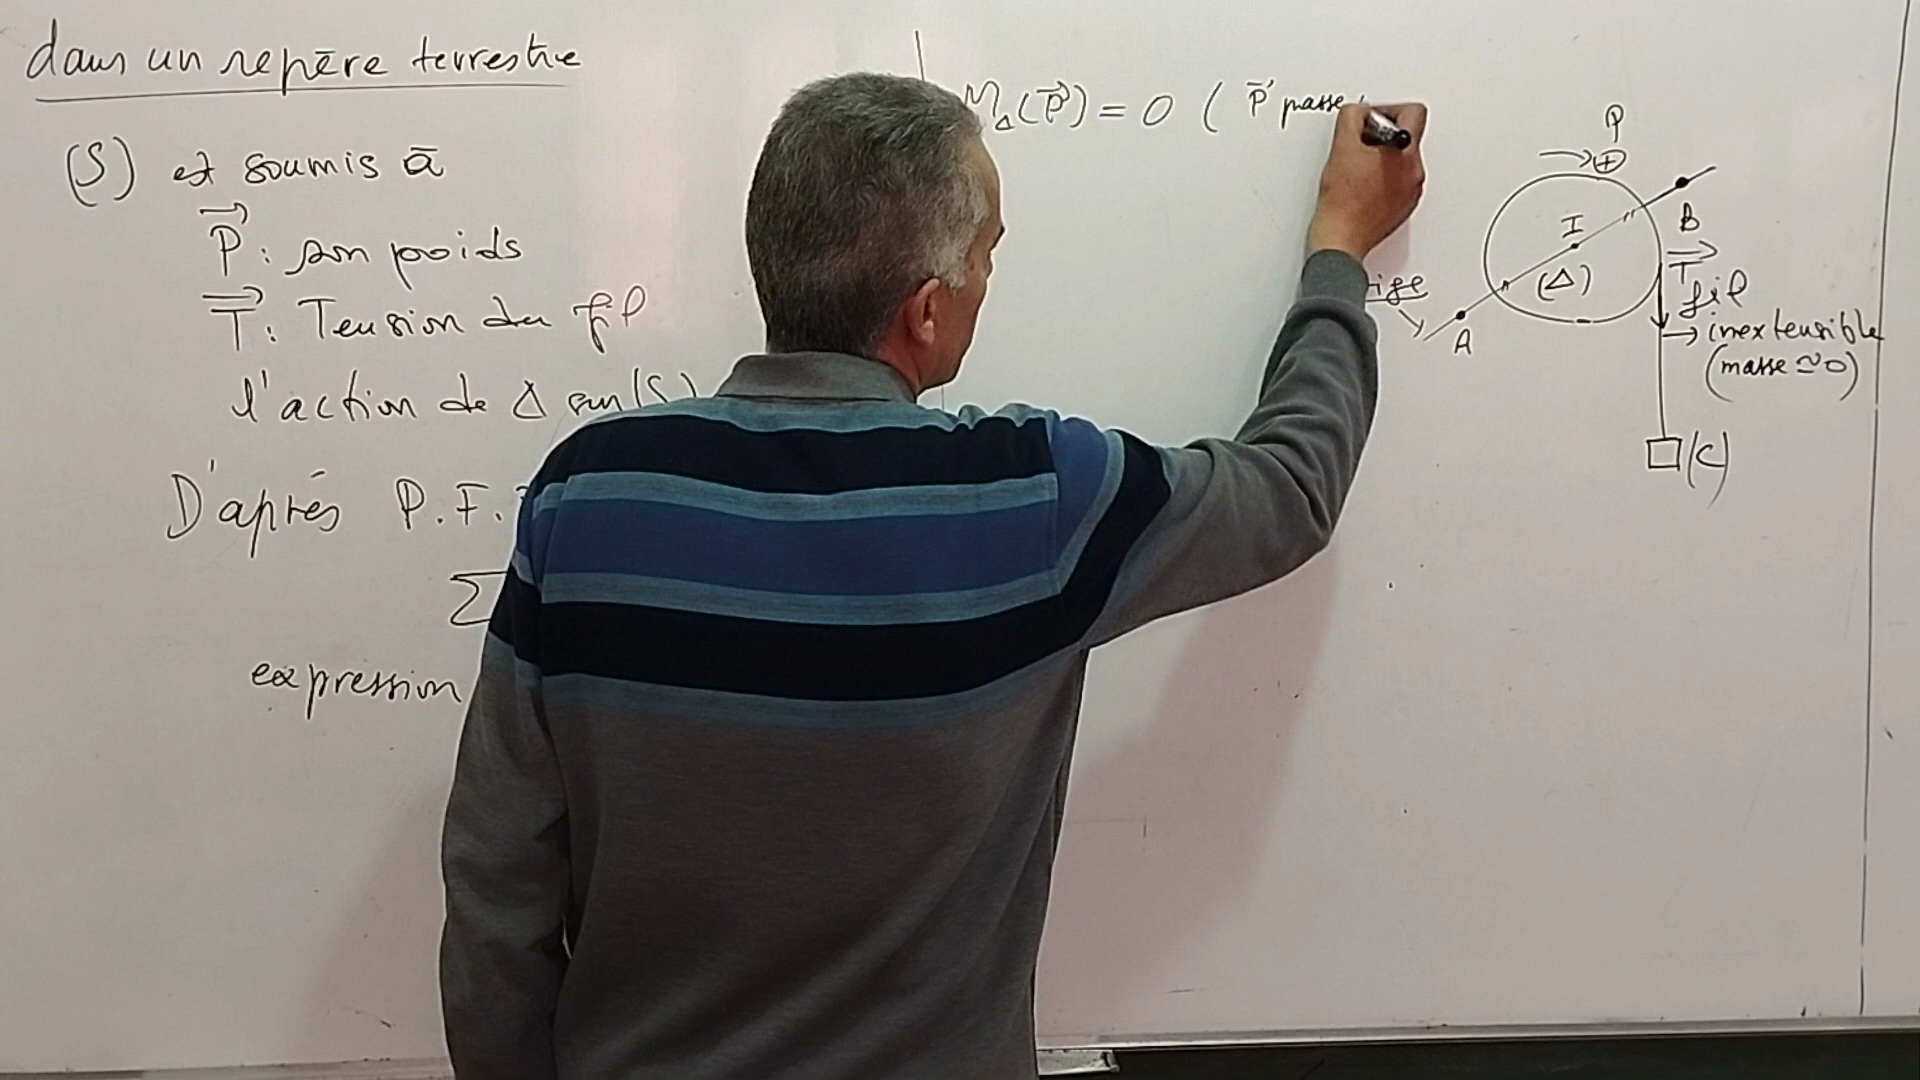 dans un repère terrestre
(S) est soumis à
P : son poids
T : Tension du fil
l'action de Δ sur (S)
D'après P.F.
Σ
expression
M_Δ(P) = 0 ( P passe
P
+
I
B
(Δ)
T
fil
A
→ inextensible
(masse ≃ 0)
(C)